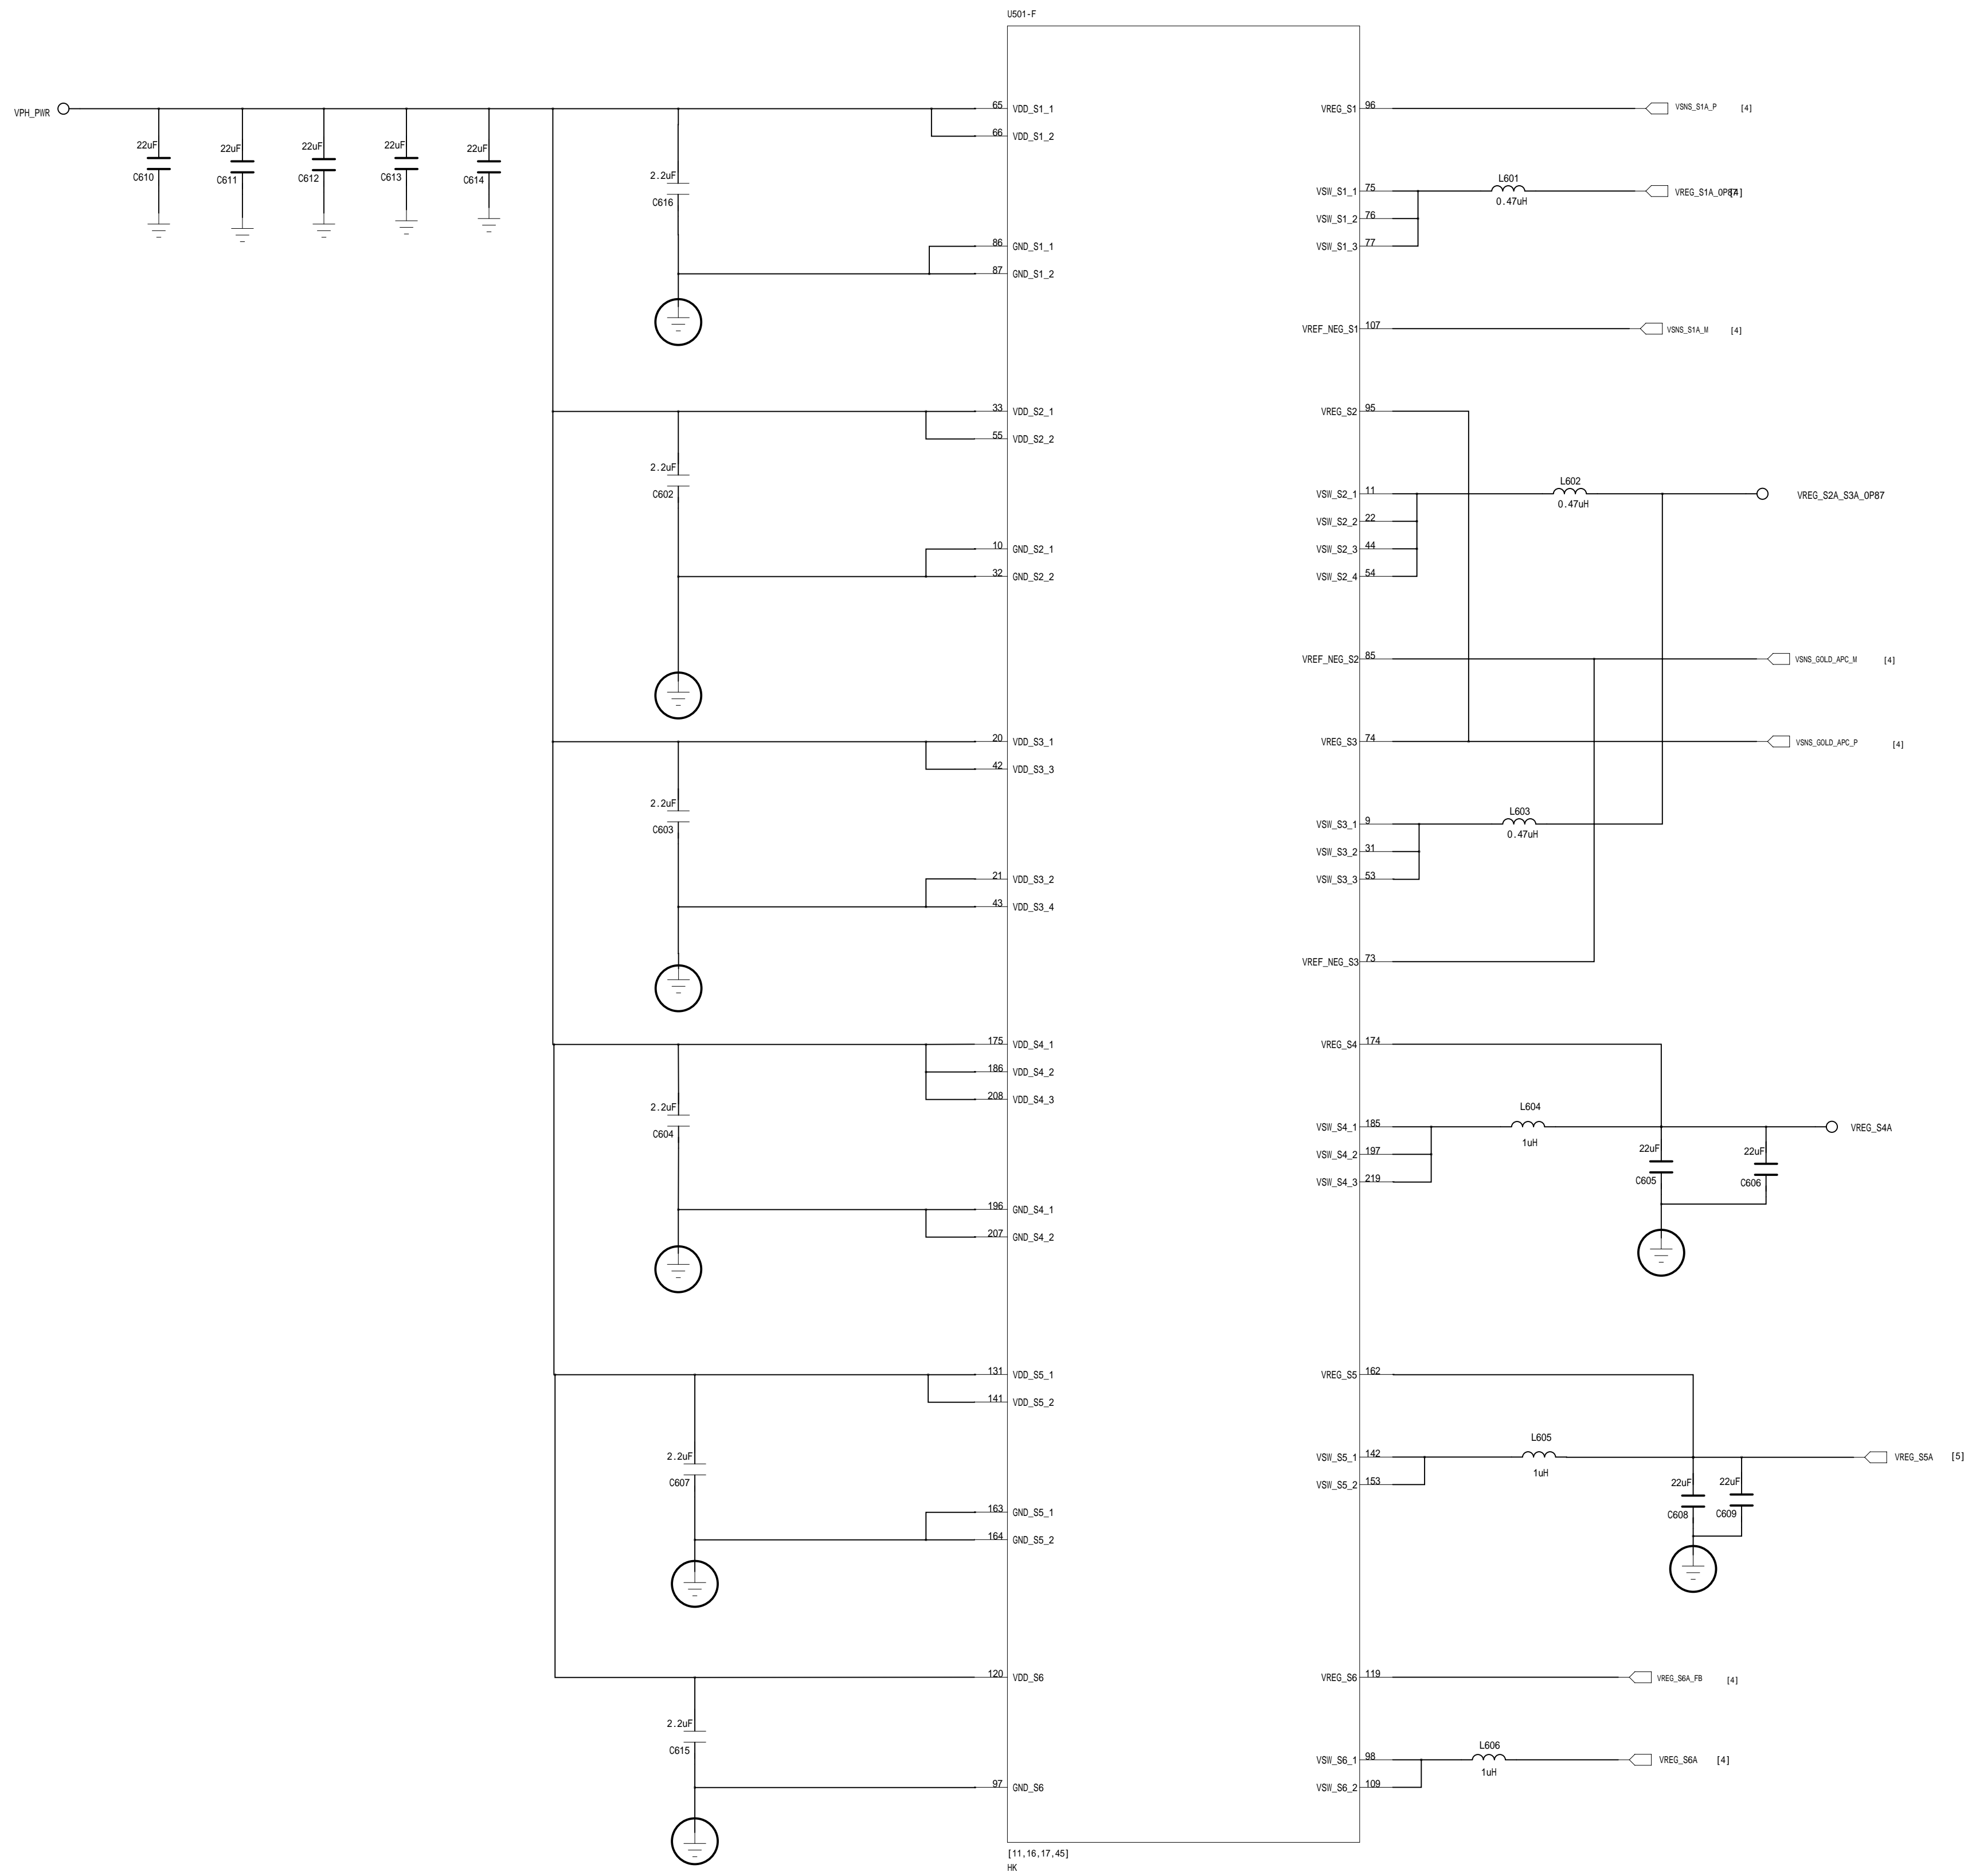 U501-F
VPH_PWR
22uF
C610
22uF
C611
22uF
C612
22uF
C613
22uF
C614
2.2uF
C616
65 VDD_S1_1
66 VDD_S1_2
86 GND_S1_1
87 GND_S1_2
VREG_S1 96
VSNS_S1A_P [4]
VSW_S1_1 75
VSW_S1_2 76
VSW_S1_3 77
L601
0.47uH
VREG_S1A_0P87 [4]
VREF_NEG_S1 107
VSNS_S1A_M [4]
2.2uF
C602
33 VDD_S2_1
55 VDD_S2_2
10 GND_S2_1
32 GND_S2_2
VREG_S2 95
VSW_S2_1 11
VSW_S2_2 22
VSW_S2_3 44
VSW_S2_4 54
L602
0.47uH
VREG_S2A_S3A_0P87
VREF_NEG_S2 85
VSNS_GOLD_APC_M [4]
2.2uF
C603
20 VDD_S3_1
42 VDD_S3_3
21 VDD_S3_2
43 VDD_S3_4
VREG_S3 74
VSNS_GOLD_APC_P [4]
VSW_S3_1 9
VSW_S3_2 31
VSW_S3_3 53
L603
0.47uH
VREF_NEG_S3 73
2.2uF
C604
175 VDD_S4_1
186 VDD_S4_2
208 VDD_S4_3
196 GND_S4_1
207 GND_S4_2
VREG_S4 174
VSW_S4_1 185
VSW_S4_2 197
VSW_S4_3 219
L604
1uH
VREG_S4A
22uF
C605
22uF
C606
2.2uF
C607
131 VDD_S5_1
141 VDD_S5_2
163 GND_S5_1
164 GND_S5_2
VREG_S5 162
VSW_S5_1 142
VSW_S5_2 153
L605
1uH
VREG_S5A [5]
22uF
C608
22uF
C609
2.2uF
C615
120 VDD_S6
97 GND_S6
VREG_S6 119
VREG_S6A_FB [4]
VSW_S6_1 98
VSW_S6_2 109
L606
1uH
VREG_S6A [4]
[11,16,17,45]
HK